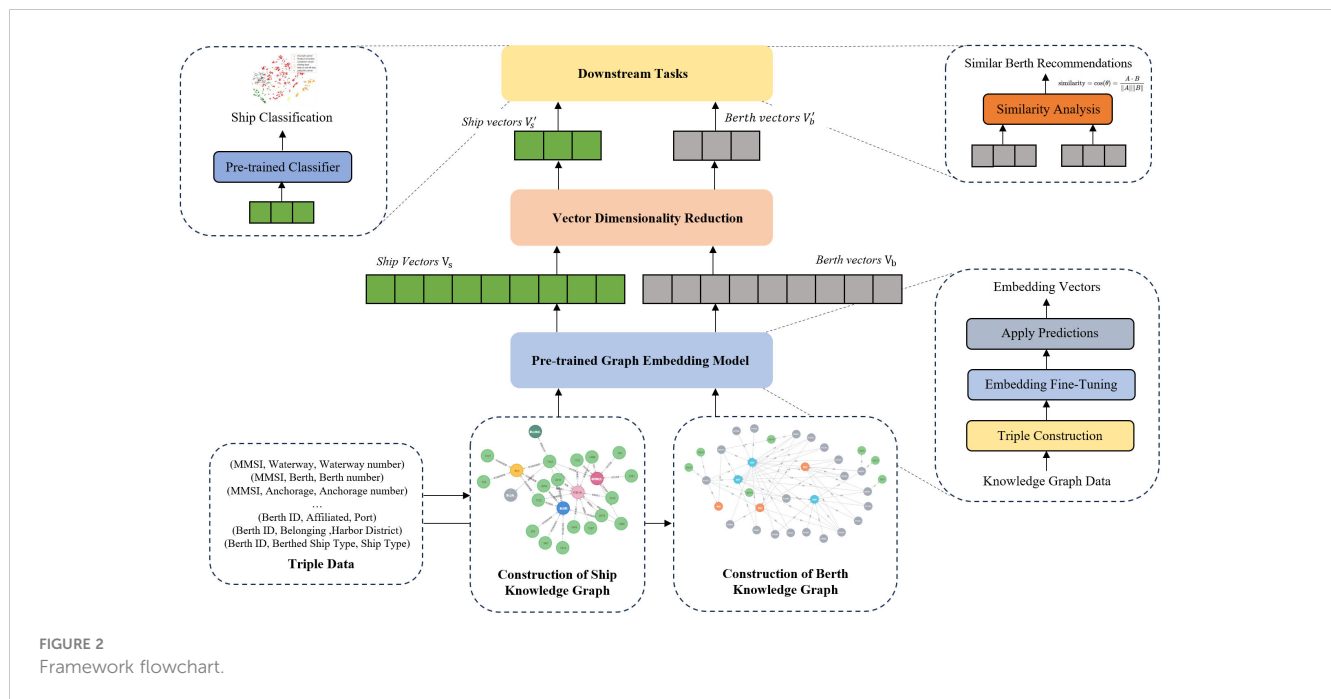 Ship Classification
Pre-trained Classifier
Downstream Tasks
Similar Berth Recommendations
similarity = cos(θ) = A · B / ‖A‖‖B‖
Similarity Analysis
Ship vectors V′s
Berth vectors V′b
Vector Dimensionality Reduction
Ship Vectors Vs
Berth vectors Vb
Pre-trained Graph Embedding Model
Embedding Vectors
Apply Predictions
Embedding Fine-Tuning
Triple Construction
Knowledge Graph Data
(MMSI, Waterway, Waterway number)
(MMSI, Berth, Berth number)
(MMSI, Anchorage, Anchorage number)
…
(Berth ID, Affiliated, Port)
(Berth ID, Belonging ,Harbor District)
(Berth ID, Berthed Ship Type, Ship Type)
Triple Data
Construction of Ship
Knowledge Graph
Construction of Berth
Knowledge Graph
FIGURE 2
Framework flowchart.